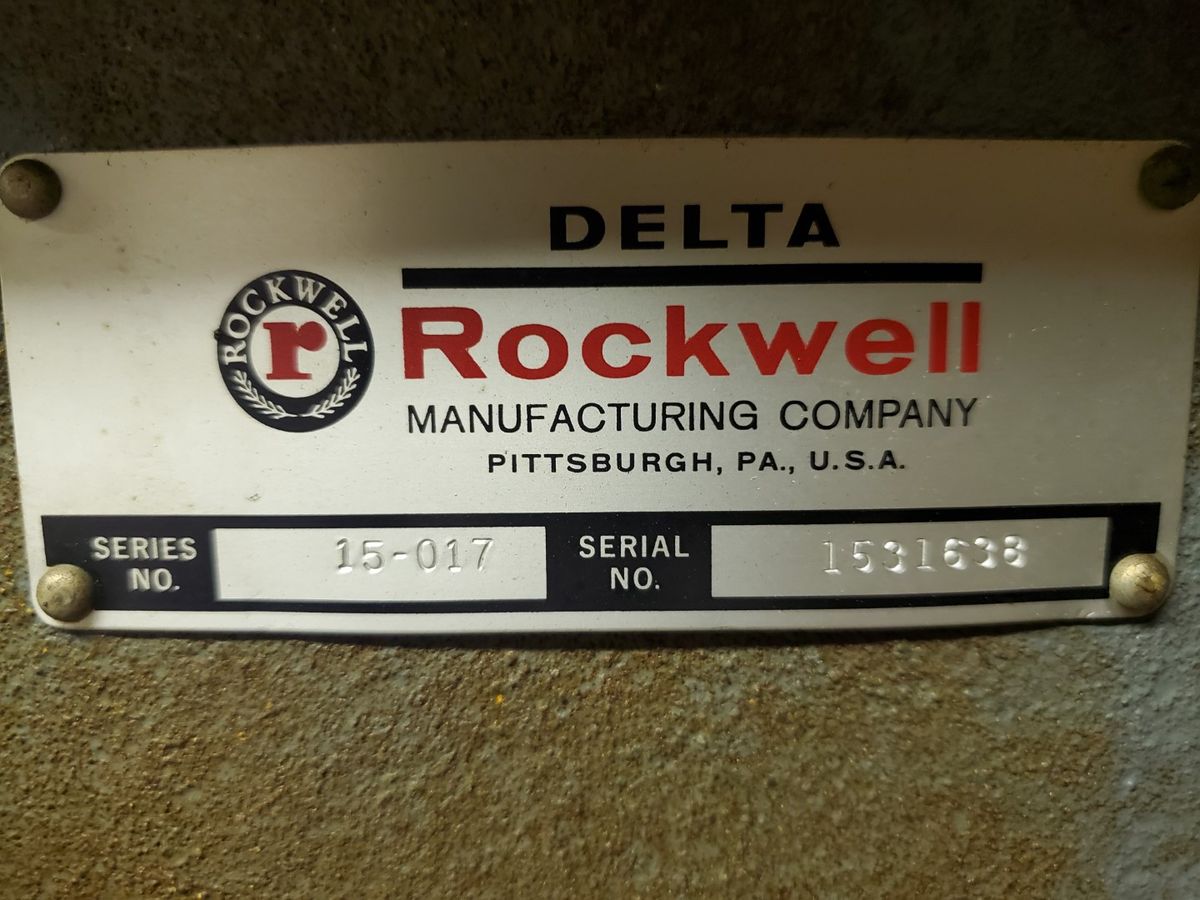 DELTA
ROCKWELL
r
Rockwell
MANUFACTURING COMPANY
PITTSBURGH, PA., U.S.A.
SERIES NO. 15-017 SERIAL NO. 1531638